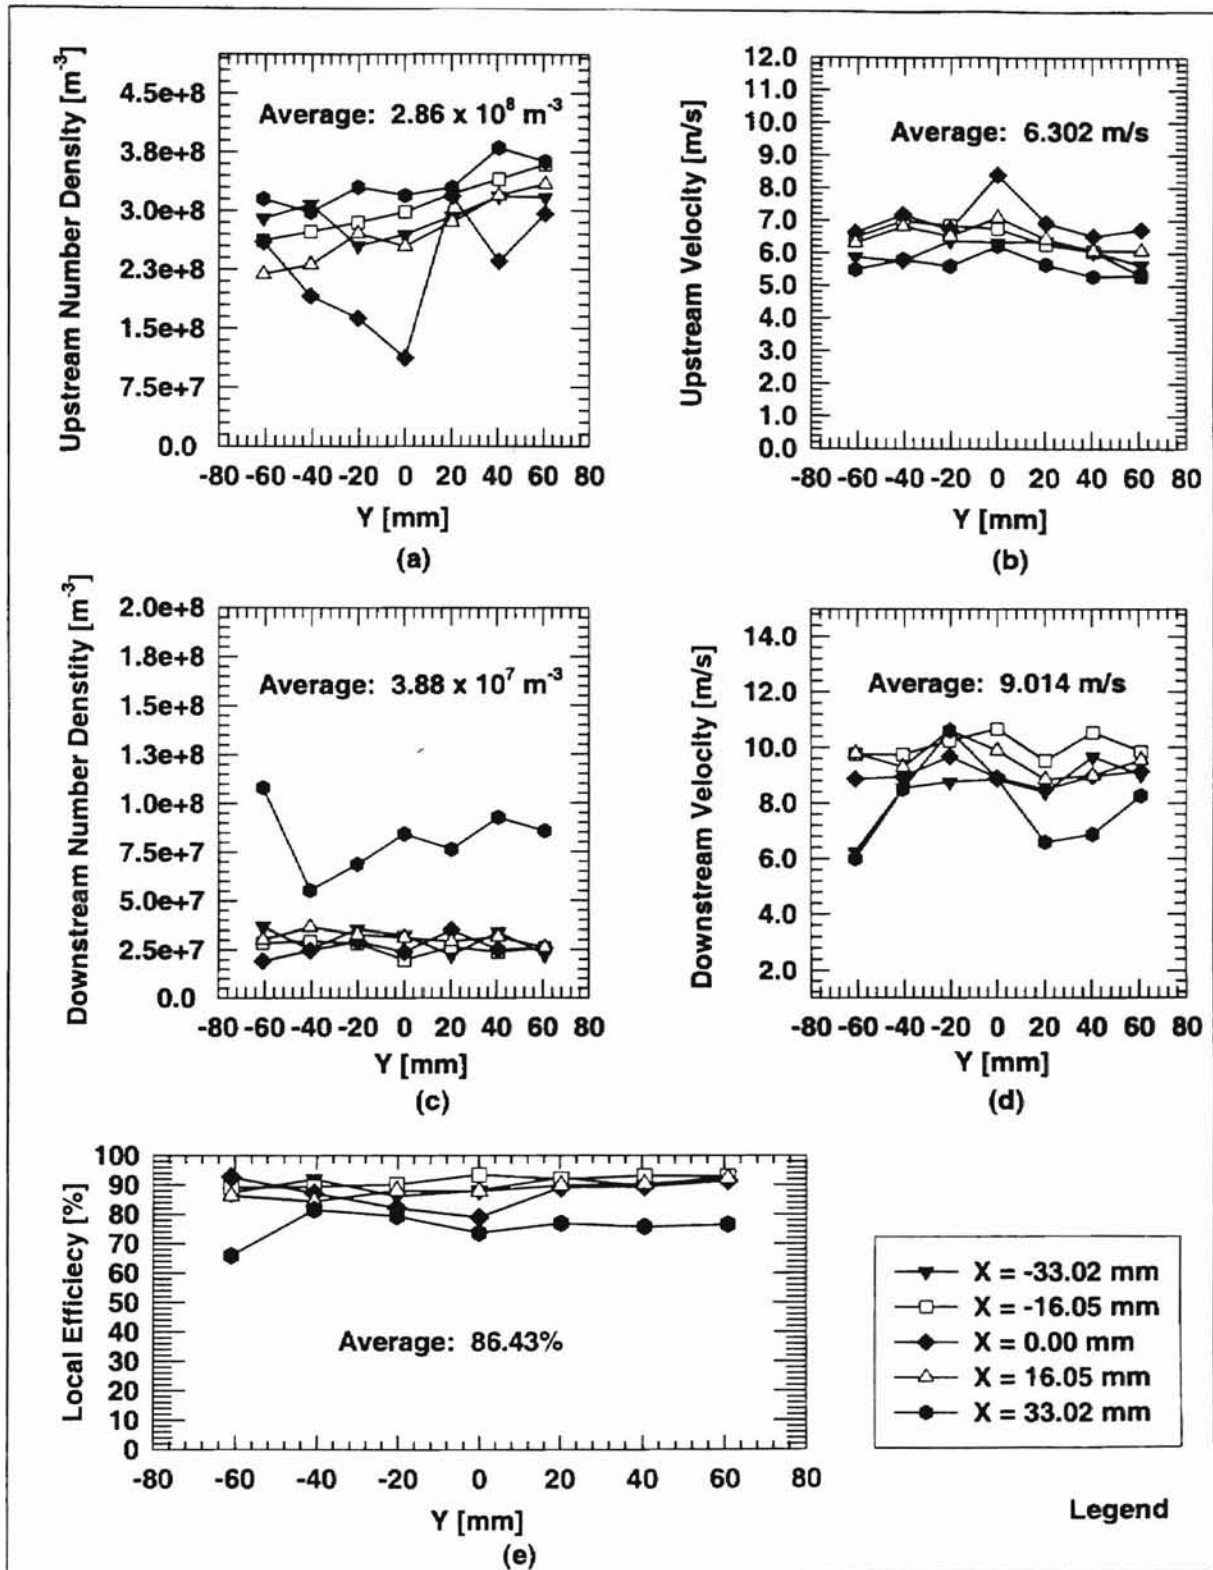 Upstream Number Density [m⁻³]
4.5e+8
3.8e+8
3.0e+8
2.3e+8
1.5e+8
7.5e+7
0.0
Average: 2.86 x 10⁸ m⁻³
-80 -60 -40 -20 0 20 40 60 80
Y [mm]
(a)
Upstream Velocity [m/s]
12.0
11.0
10.0
9.0
8.0
7.0
6.0
5.0
4.0
3.0
2.0
1.0
0.0
Average: 6.302 m/s
-80 -60 -40 -20 0 20 40 60 80
Y [mm]
(b)
Downstream Number Denstity [m⁻³]
2.0e+8
1.8e+8
1.5e+8
1.3e+8
1.0e+8
7.5e+7
5.0e+7
2.5e+7
0.0
Average: 3.88 x 10⁷ m⁻³
-80 -60 -40 -20 0 20 40 60 80
Y [mm]
(c)
Downstream Velocity [m/s]
14.0
12.0
10.0
8.0
6.0
4.0
2.0
Average: 9.014 m/s
-80 -60 -40 -20 0 20 40 60 80
Y [mm]
(d)
Local Efficiecy [%]
100
90
80
70
60
50
40
30
20
10
0
Average: 86.43%
-80 -60 -40 -20 0 20 40 60 80
Y [mm]
(e)
X = -33.02 mm
X = -16.05 mm
X = 0.00 mm
X = 16.05 mm
X = 33.02 mm
Legend